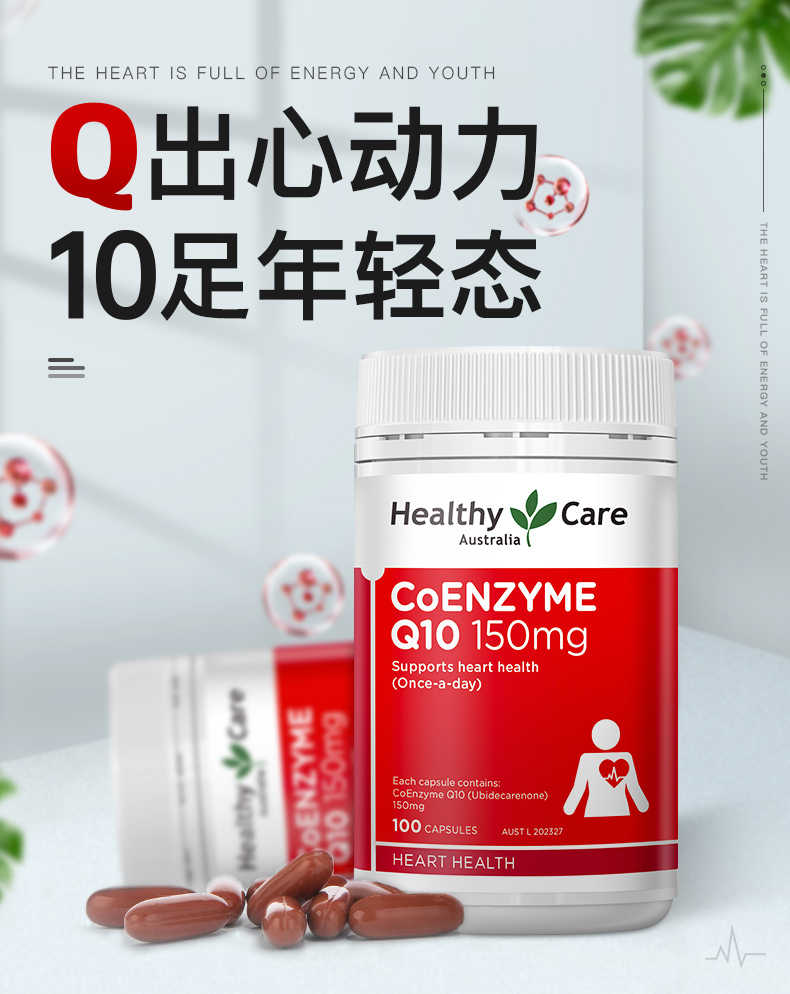 THE HEART IS FULL OF ENERGY AND YOUTH
Q出心动力
10足年轻态
THE HEART IS FULL OF ENERGY AND YOUTH
Healthy Care
Australia
CoENZYME
Q10 150mg
Supports heart health
(Once-a-day)
Each capsule contains:
CoEnzyme Q10 (Ubidecarenone)
150mg
100 CAPSULES AUST L 202327
HEART HEALTH
Healthy Care
Australia
CoENZYME
Q10 150mg